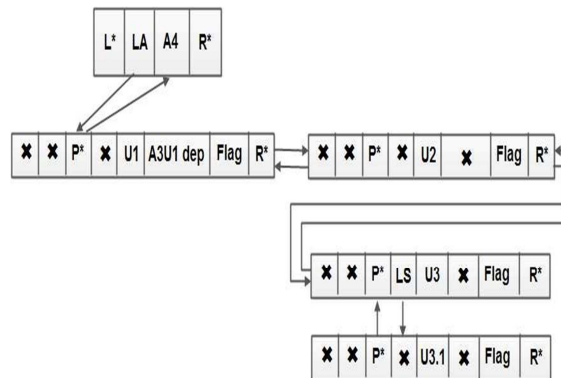 L* LA A4 R*
✖ ✖ P* ✖ U1 A3U1 dep Flag R*
✖ ✖ P* ✖ U2 ✖ Flag R*
✖ ✖ P* LS U3 ✖ Flag R*
✖ ✖ P* ✖ U3.1 ✖ Flag R*